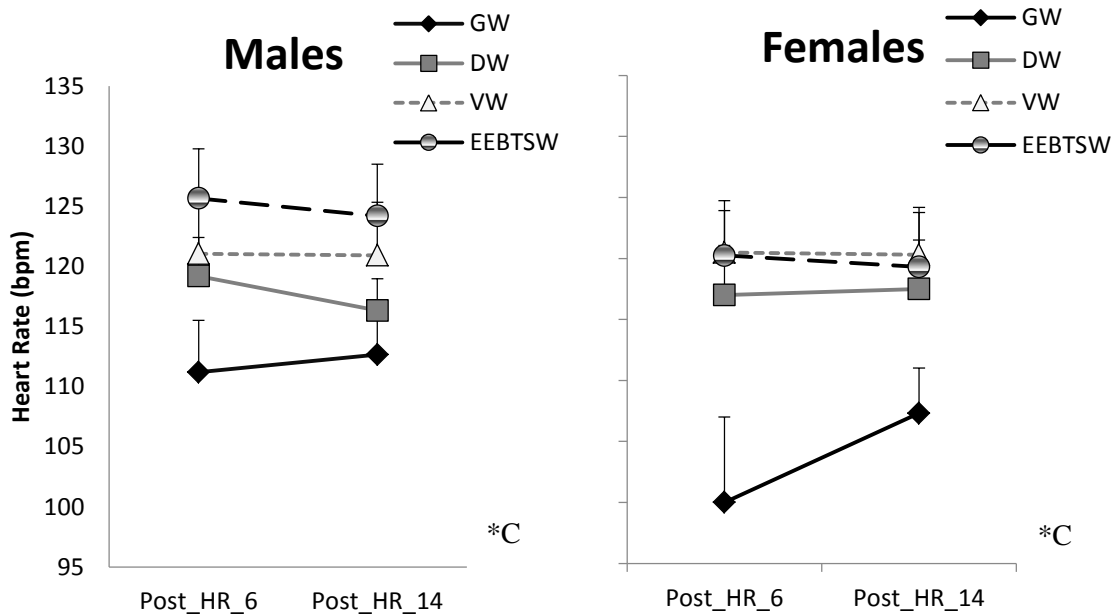 Males
GW
DW
VW
EEBTSW
Heart Rate (bpm)
135
130
125
120
115
110
105
100
95
*C
Post_HR_6
Post_HR_14
Females
GW
DW
VW
EEBTSW
*C
Post_HR_6
Post_HR_14